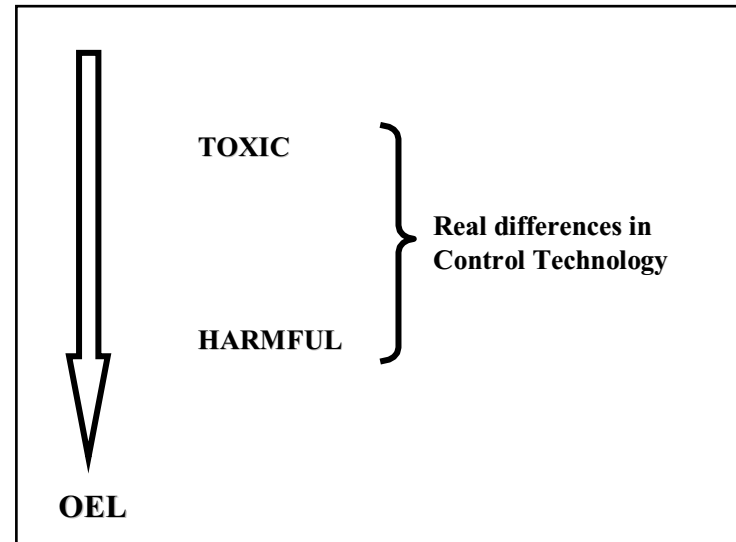 TOXIC
Real differences in
Control Technology
HARMFUL
OEL